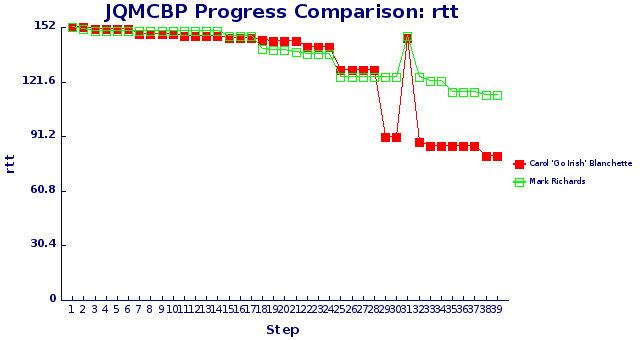 JQMCBP Progress Comparison: rtt
152
121.6
91.2
60.8
30.4
0
rtt
1 2 3 4 5 6 7 8 9 10 11 12 13 14 15 16 17 18 19 20 21 22 23 24 25 26 27 28 29 30 31 32 33 34 35 36 37 38 39
Step
Carol 'Go Irish' Blanchette
Mark Richards